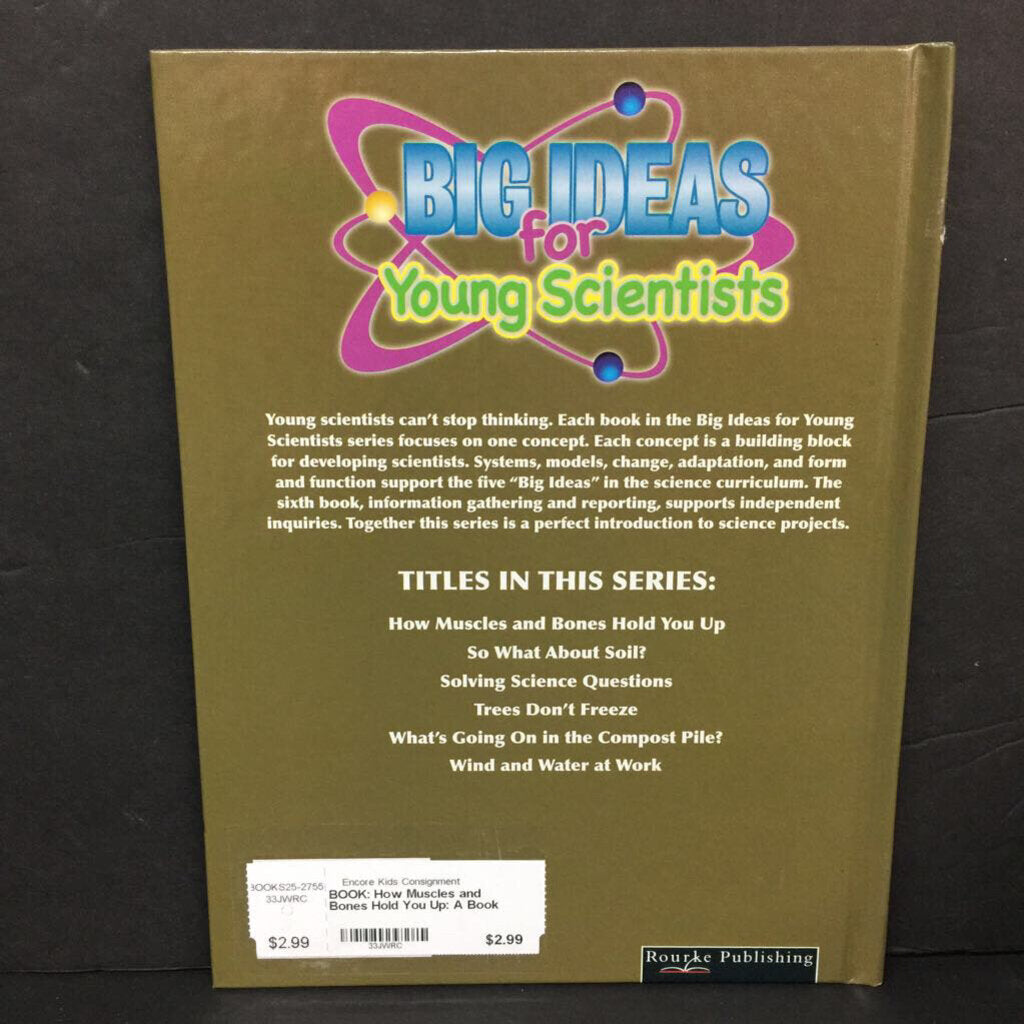 BIG IDEAS
for
Young Scientists
Young scientists can't stop thinking. Each book in the Big Ideas for Young
Scientists series focuses on one concept. Each concept is a building block
for developing scientists. Systems, models, change, adaptation, and form
and function support the five "Big Ideas" in the science curriculum. The
sixth book, information gathering and reporting, supports independent
inquiries. Together this series is a perfect introduction to science projects.
TITLES IN THIS SERIES:
How Muscles and Bones Hold You Up
So What About Soil?
Solving Science Questions
Trees Don't Freeze
What's Going On in the Compost Pile?
Wind and Water at Work
BOOKS25-2755
33JWRC
$2.99
Encore Kids Consignment
BOOK: How Muscles and
Bones Hold You Up: A Book
33JWRC
$2.99
Rourke Publishing